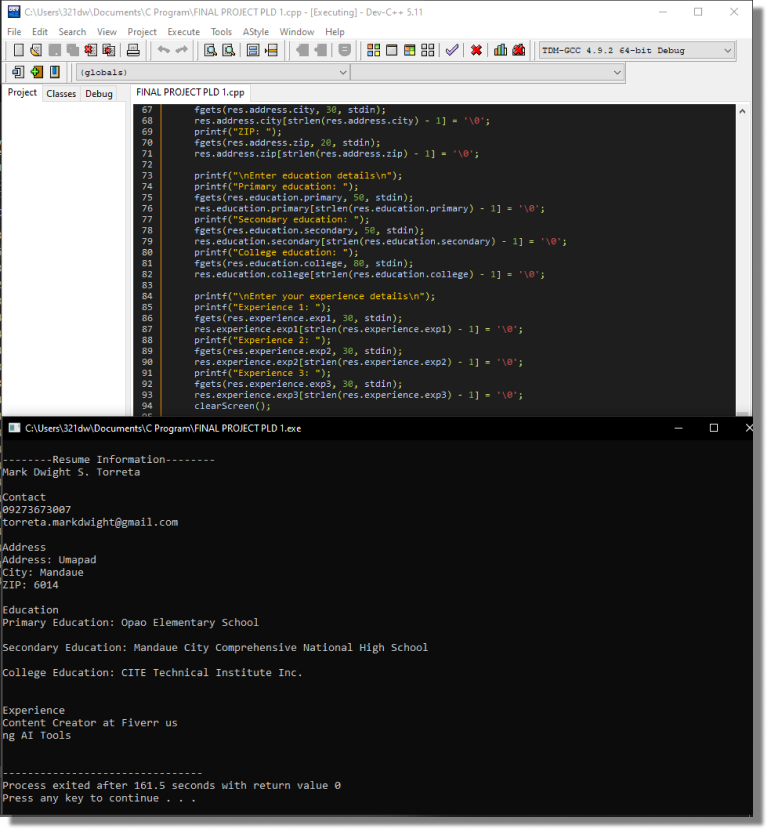 C:\Users\321dw\Documents\C Program\FINAL PROJECT PLD 1.cpp - [Executing] - Dev-C++ 5.11
File Edit Search View Project Execute Tools AStyle Window Help
TDM-GCC 4.9.2 64-bit Debug
(globals)
Project Classes Debug FINAL PROJECT PLD 1.cpp
67 fgets(res.address.city, 30, stdin);
68 res.address.city[strlen(res.address.city) - 1] = '\0';
69 printf("ZIP: ");
70 fgets(res.address.zip, 20, stdin);
71 res.address.zip[strlen(res.address.zip) - 1] = '\0';
72
73 printf("\nEnter education details\n");
74 printf("Primary education: ");
75 fgets(res.education.primary, 50, stdin);
76 res.education.primary[strlen(res.education.primary) - 1] = '\0';
77 printf("Secondary education: ");
78 fgets(res.education.secondary, 50, stdin);
79 res.education.secondary[strlen(res.education.secondary) - 1] = '\0';
80 printf("College education: ");
81 fgets(res.education.college, 80, stdin);
82 res.education.college[strlen(res.education.college) - 1] = '\0';
83
84 printf("\nEnter your experience details\n");
85 printf("Experience 1: ");
86 fgets(res.experience.exp1, 30, stdin);
87 res.experience.exp1[strlen(res.experience.exp1) - 1] = '\0';
88 printf("Experience 2: ");
89 fgets(res.experience.exp2, 30, stdin);
90 res.experience.exp2[strlen(res.experience.exp2) - 1] = '\0';
91 printf("Experience 3: ");
92 fgets(res.experience.exp3, 30, stdin);
93 res.experience.exp3[strlen(res.experience.exp3) - 1] = '\0';
94 clearScreen();
C:\Users\321dw\Documents\C Program\FINAL PROJECT PLD 1.exe
--------Resume Information--------
Mark Dwight S. Torreta
Contact
09273673007
torreta.markdwight@gmail.com
Address
Address: Umapad
City: Mandaue
ZIP: 6014
Education
Primary Education: Opao Elementary School
Secondary Education: Mandaue City Comprehensive National High School
College Education: CITE Technical Institute Inc.
Experience
Content Creator at Fiverr us
ng AI Tools
--------------------------------
Process exited after 161.5 seconds with return value 0
Press any key to continue . . .